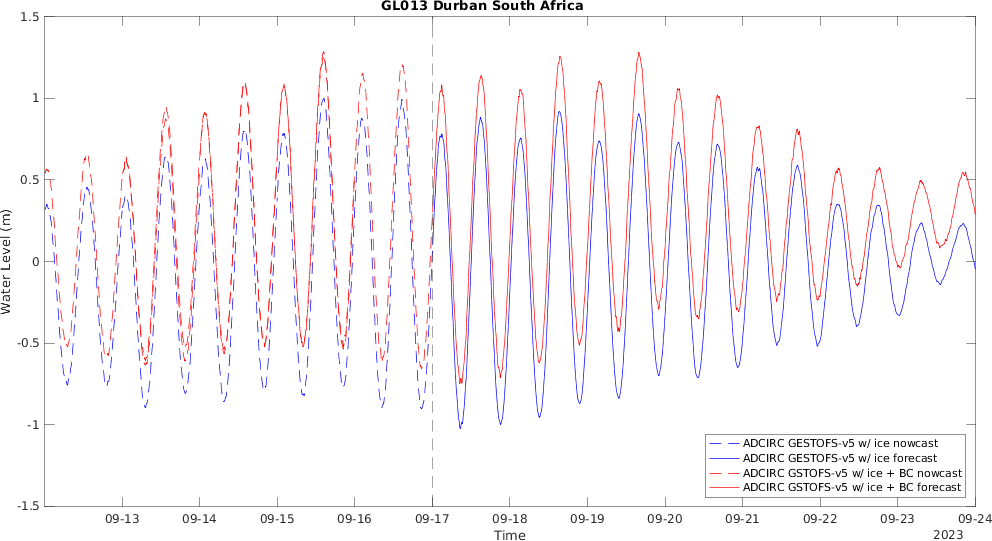 GL013 Durban South Africa
1.5
1
0.5
0
-0.5
-1
-1.5
Water Level (m)
ADCIRC GESTOFS-v5 w/ ice nowcast
ADCIRC GESTOFS-v5 w/ ice forecast
ADCIRC GSTOFS-v5 w/ ice + BC nowcast
ADCIRC GSTOFS-v5 w/ ice + BC forecast
09-13 09-14 09-15 09-16 09-17 09-18 09-19 09-20 09-21 09-22 09-23 09-24
Time
2023